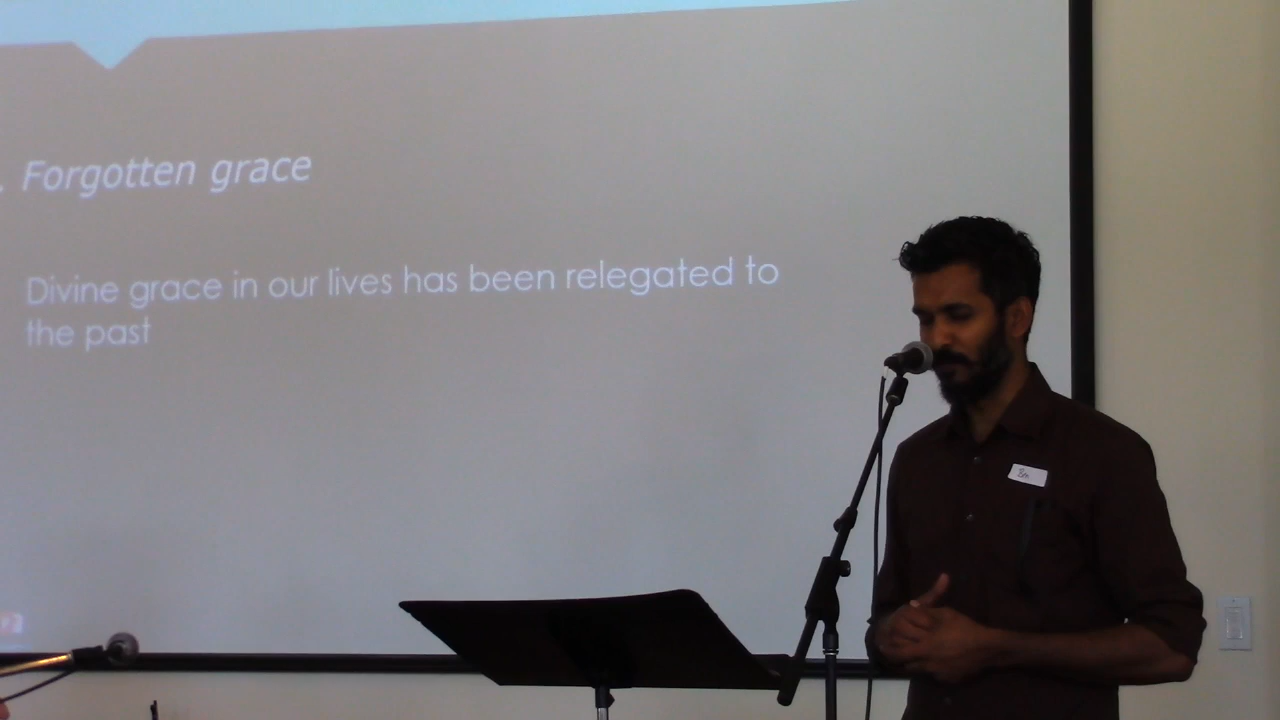 . Forgotten grace
Divine grace in our lives has been relegated to
the past